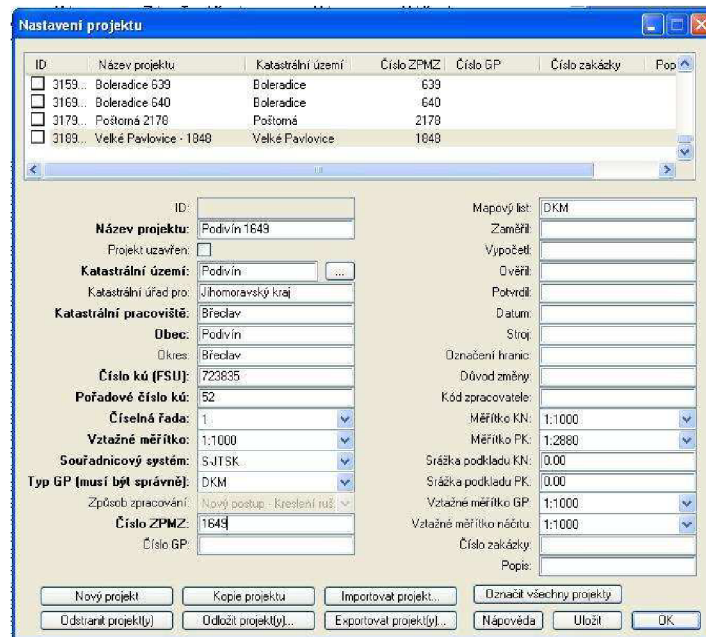 Nastavení projektu
ID Název projektu Katastrální území Číslo ZPMZ Číslo GP Číslo zakázky Pop
3159... Boleradice 639 Boleradice 639
3169... Boleradice 640 Boleradice 640
3179... Poštorná 2178 Poštorná 2178
3189... Velké Pavlovice - 1848 Velké Pavlovice 1848
ID:
Název projektu: Podivín 1649
Projekt uzavřen:
Katastrální území: Podivín ...
Katastrální úřad pro: Jihomoravský kraj
Katastrální pracoviště: Břeclav
Obec: Podivín
Okres: Břeclav
Číslo kú (FSU): 723835
Pořadové číslo kú: 52
Číselná řada: 1
Vztažné měřítko: 1:1000
Souřadnicový systém: SJTSK
Typ GP (musí být správně): DKM
Způsob zpracování: Nový postup - Kreslení ruš.
Číslo ZPMZ: 1649
Číslo GP:
Mapový list: DKM
Zaměřil:
Vypočetl:
Ověřil:
Potvrdil:
Datum:
Stroj:
Označení hranic:
Důvod změny:
Kód zpracovatele:
Měřítko KN: 1:1000
Měřítko PK: 1:2880
Srážka podkladu KN: 0.00
Srážka podkladu PK: 0.00
Vztažné měřítko GP: 1:1000
Vztažné měřítko náčrtu: 1:1000
Číslo zakázky:
Popis:
Nový projekt Kopie projektu Importovat projekt... Označit všechny projekty
Odstranit projekt(y) Odložit projekt(y)... Exportovat projekt(y)... Nápověda Uložit OK